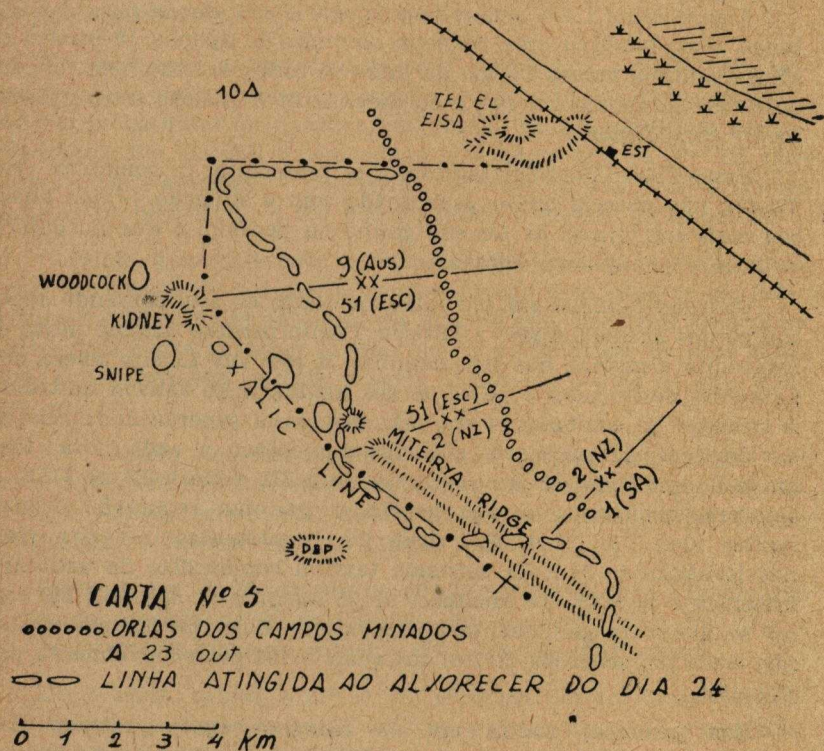 10Δ
TEL EL
EISA
EST
WOODCOCK
KIDNEY
SNIPE
9 (AUS)
XX
51 (ESC)
OXALIC
LINE
51 (ESC)
XX
2 (NZ)
MITEIRYA RIDGE
2 (NZ)
XX
1 (SA)
D&P
CARTA Nº 5
ORLAS DOS CAMPOS MINADOS
A 23 OUT
LINHA ATINGIDA AO ALVORECER DO DIA 24
0 1 2 3 4 Km